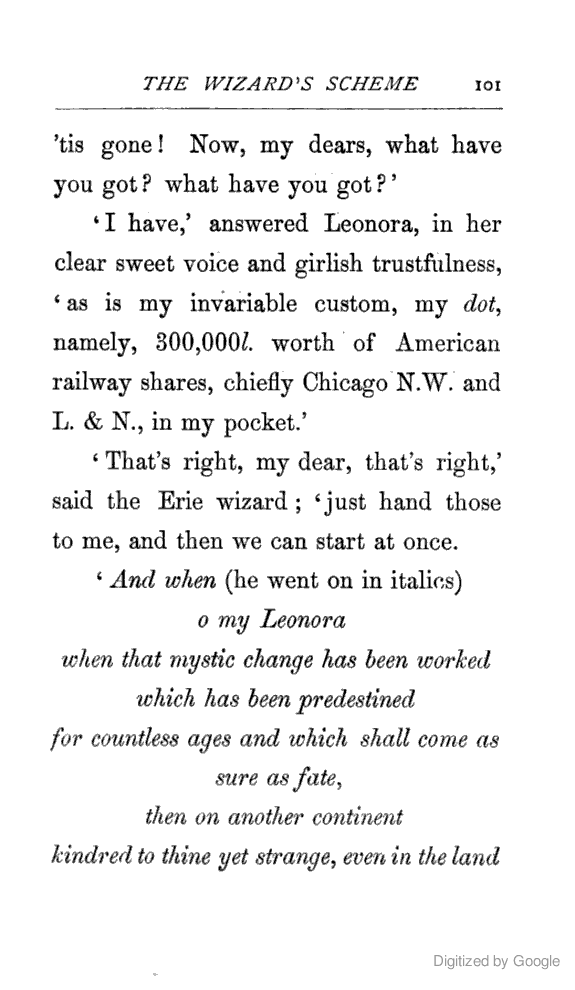 THE WIZARD'S SCHEME 101
'tis gone! Now, my dears, what have
you got? what have you got?'
'I have,' answered Leonora, in her
clear sweet voice and girlish trustfulness,
'as is my invariable custom, my dot,
namely, 300,000l. worth of American
railway shares, chiefly Chicago N.W. and
L. & N., in my pocket.'
'That's right, my dear, that's right,'
said the Erie wizard; 'just hand those
to me, and then we can start at once.
'And when (he went on in italics)
o my Leonora
when that mystic change has been worked
which has been predestined
for countless ages and which shall come as
sure as fate,
then on another continent
kindred to thine yet strange, even in the land
Digitized by Google